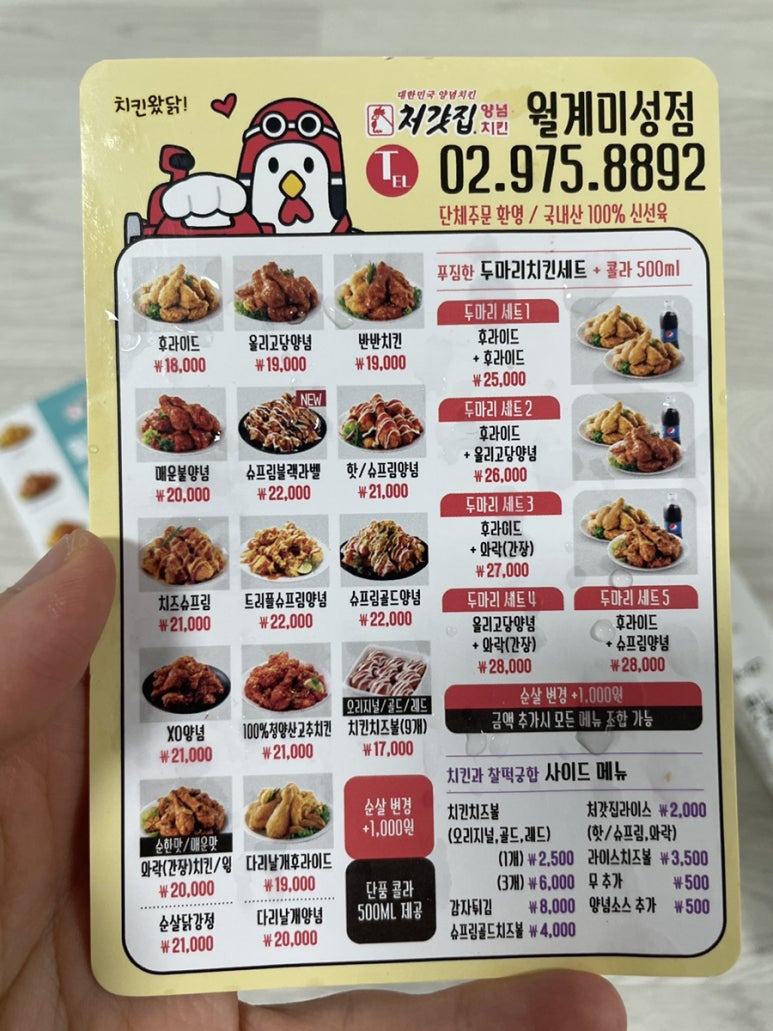 치킨왔닭!
대한민국 양념치킨
처갓집 양념치킨 월계미성점
TEL 02.975.8892
단체주문 환영 / 국내산 100% 신선육
후라이드
₩18,000
올리고당양념
₩19,000
반반치킨
₩19,000
매운불양념
₩20,000
NEW
슈프림블랙라벨
₩22,000
핫/슈프림양념
₩21,000
치즈슈프림
₩21,000
트러플슈프림양념
₩22,000
슈프림골드양념
₩22,000
XO양념
₩21,000
100%청양산고추치킨
₩21,000
오리지널/골드/레드
치킨치즈볼(9개)
₩17,000
순한맛/매운맛
와락(간장)치킨/윙
₩20,000
다리날개후라이드
₩19,000
순살닭강정
₩21,000
다리날개양념
₩20,000
순살 변경
+1,000원
단품 콜라
500ML 제공
푸짐한 두마리치킨세트 + 콜라 500ml
두마리 세트1
후라이드
+ 후라이드
₩25,000
두마리 세트2
후라이드
+ 올리고당양념
₩26,000
두마리 세트3
후라이드
+ 와락(간장)
₩27,000
두마리 세트4
올리고당양념
+ 와락(간장)
₩28,000
두마리 세트5
후라이드
+ 슈프림양념
₩28,000
순살 변경 +1,000원
금액 추가시 모든 메뉴 조합 가능
치킨과 찰떡궁합 사이드 메뉴
치킨치즈볼
(오리지널,골드,레드)
(1개) ₩2,500
(3개) ₩6,000
감자튀김 ₩8,000
슈프림골드치즈볼 ₩4,000
처갓집라이스 ₩2,000
(핫/슈프림,와락)
라이스치즈볼 ₩3,500
무 추가 ₩500
양념소스 추가 ₩500